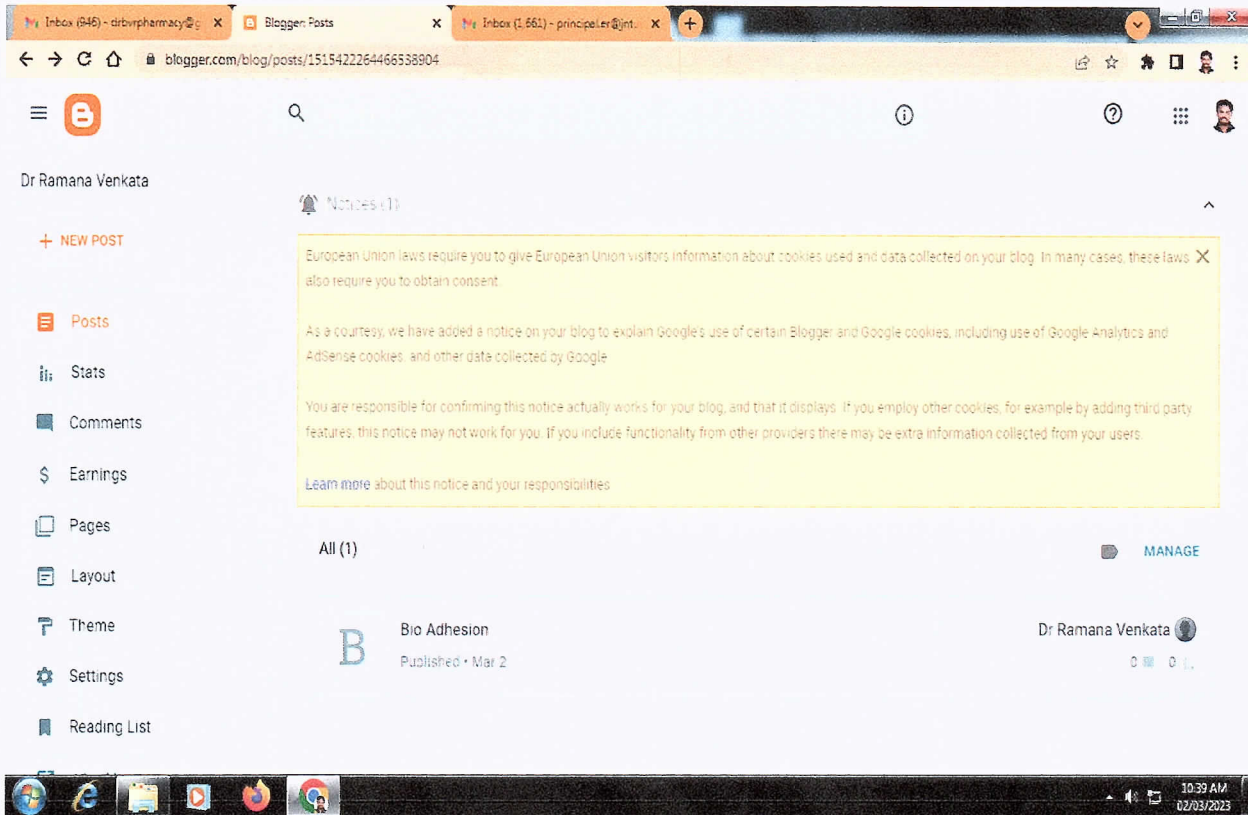 Inbox (946) - drbvrpharmacy@g
Blogger: Posts
Inbox (1,661) - principal.er@jnt
blogger.com/blog/posts/1515422264466538904
Dr Ramana Venkata
+ NEW POST
Posts
Stats
Comments
Earnings
Pages
Layout
Theme
Settings
Reading List
Notices (1)
European Union laws require you to give European Union visitors information about cookies used and data collected on your blog. In many cases, these laws
also require you to obtain consent.
As a courtesy, we have added a notice on your blog to explain Google's use of certain Blogger and Google cookies, including use of Google Analytics and
AdSense cookies, and other data collected by Google.
You are responsible for confirming this notice actually works for your blog, and that it displays. If you employ other cookies, for example by adding third party
features, this notice may not work for you. If you include functionality from other providers there may be extra information collected from your users.
Learn more about this notice and your responsibilities.
All (1)
MANAGE
B
Bio Adhesion
Dr Ramana Venkata
Published • Mar 2
0 0
10:39 AM
02/03/2023